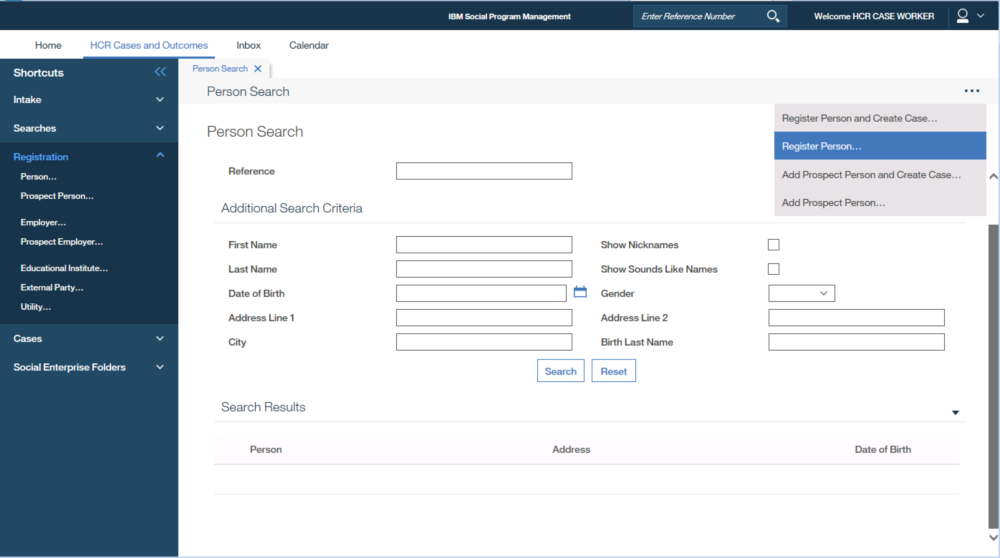 IBM Social Program Management
Enter Reference Number
Welcome HCR CASE WORKER
Home
HCR Cases and Outcomes
Inbox
Calendar
Shortcuts
Intake
Searches
Registration
Person...
Prospect Person...
Employer...
Prospect Employer...
Educational Institute...
External Party...
Utility...
Cases
Social Enterprise Folders
Person Search
Person Search
Register Person and Create Case...
Register Person...
Add Prospect Person and Create Case...
Add Prospect Person...
Person Search
Reference
Additional Search Criteria
First Name
Show Nicknames
Last Name
Show Sounds Like Names
Date of Birth
Gender
Address Line 1
Address Line 2
City
Birth Last Name
Search
Reset
Search Results
Person
Address
Date of Birth